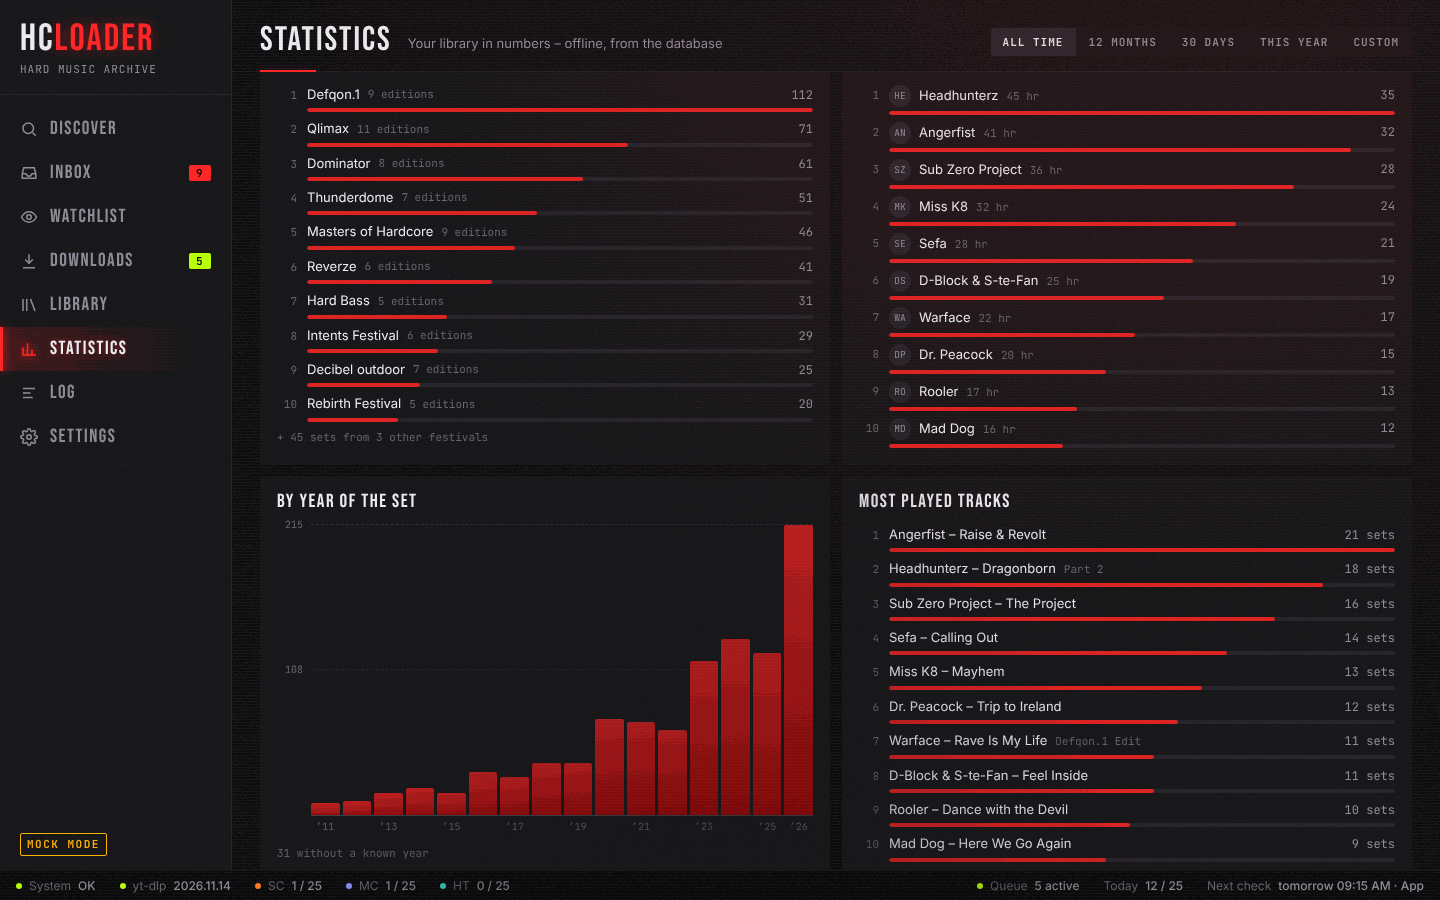 HCLOADER
HARD MUSIC ARCHIVE
DISCOVER
INBOX 9
WATCHLIST
DOWNLOADS 5
LIBRARY
STATISTICS
LOG
SETTINGS
MOCK MODE
STATISTICS Your library in numbers – offline, from the database
ALL TIME 12 MONTHS 30 DAYS THIS YEAR CUSTOM
1 Defqon.1 9 editions 112
2 Qlimax 11 editions 71
3 Dominator 8 editions 61
4 Thunderdome 7 editions 51
5 Masters of Hardcore 9 editions 46
6 Reverze 6 editions 41
7 Hard Bass 5 editions 31
8 Intents Festival 6 editions 29
9 Decibel outdoor 7 editions 25
10 Rebirth Festival 5 editions 20
+ 45 sets from 3 other festivals
1 HE Headhunterz 45 hr 35
2 AN Angerfist 41 hr 32
3 SZ Sub Zero Project 36 hr 28
4 MK Miss K8 32 hr 24
5 SE Sefa 28 hr 21
6 DS D-Block & S-te-Fan 25 hr 19
7 WA Warface 22 hr 17
8 DP Dr. Peacock 20 hr 15
9 RO Rooler 17 hr 13
10 MD Mad Dog 16 hr 12
BY YEAR OF THE SET
215
108
'11 '13 '15 '17 '19 '21 '23 '25 '26
31 without a known year
MOST PLAYED TRACKS
1 Angerfist – Raise & Revolt 21 sets
2 Headhunterz – Dragonborn Part 2 18 sets
3 Sub Zero Project – The Project 16 sets
4 Sefa – Calling Out 14 sets
5 Miss K8 – Mayhem 13 sets
6 Dr. Peacock – Trip to Ireland 12 sets
7 Warface – Rave Is My Life Defqon.1 Edit 11 sets
8 D-Block & S-te-Fan – Feel Inside 11 sets
9 Rooler – Dance with the Devil 10 sets
10 Mad Dog – Here We Go Again 9 sets
System OK yt-dlp 2026.11.14 SC 1 / 25 MC 1 / 25 HT 0 / 25 Queue 5 active Today 12 / 25 Next check tomorrow 09:15 AM · App